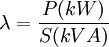 λ = P(kW) / S(kVA)